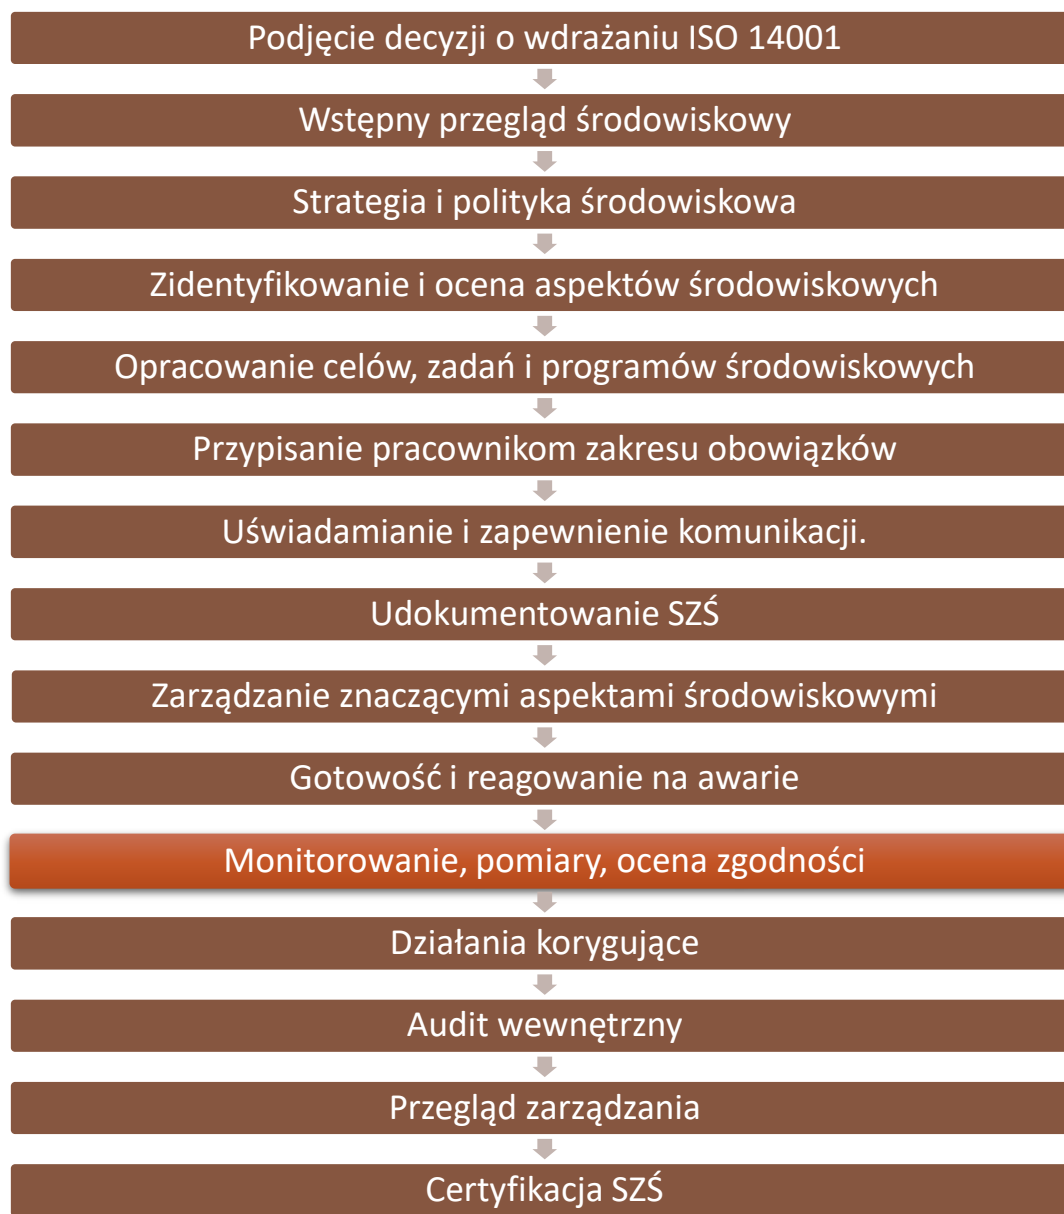 Podjęcie decyzji o wdrażaniu ISO 14001
Wstępny przegląd środowiskowy
Strategia i polityka środowiskowa
Zidentyfikowanie i ocena aspektów środowiskowych
Opracowanie celów, zadań i programów środowiskowych
Przypisanie pracownikom zakresu obowiązków
Uświadamianie i zapewnienie komunikacji.
Udokumentowanie SZŚ
Zarządzanie znaczącymi aspektami środowiskowymi
Gotowość i reagowanie na awarie
Monitorowanie, pomiary, ocena zgodności
Działania korygujące
Audit wewnętrzny
Przegląd zarządzania
Certyfikacja SZŚ